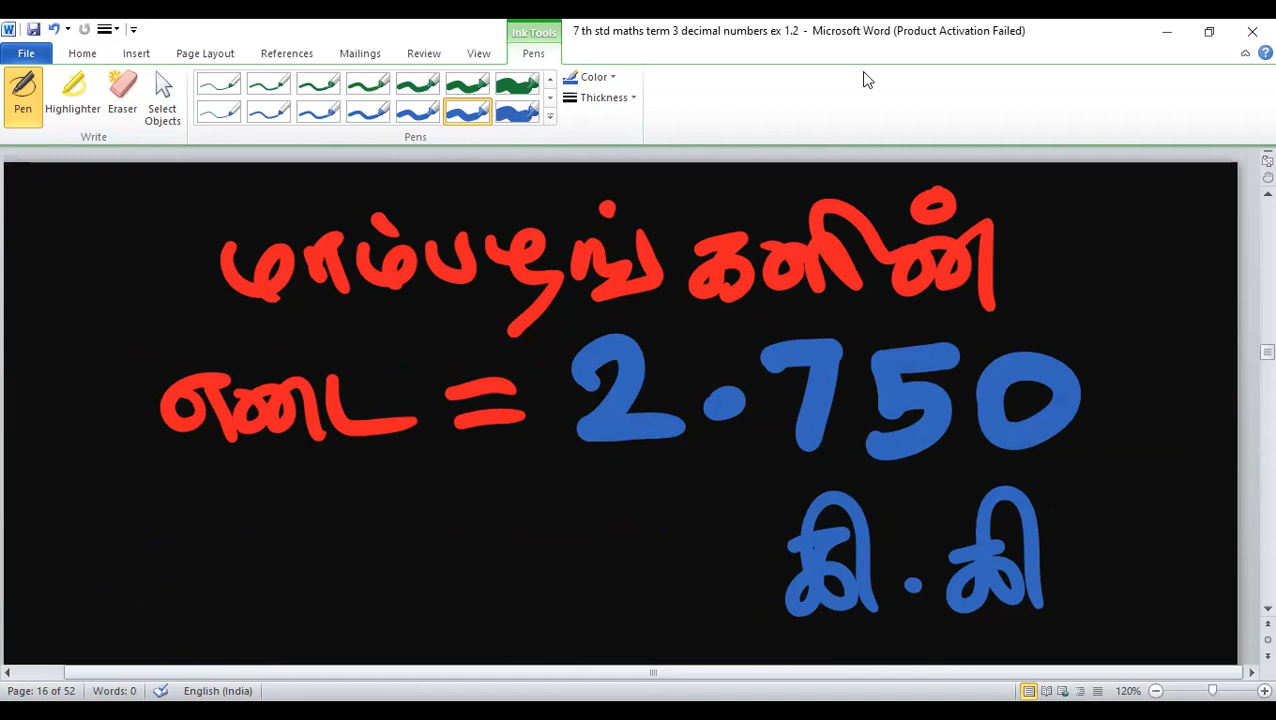 7 th std maths term 3 decimal numbers ex 1.2 - Microsoft Word (Product Activation Failed)
Ink Tools
File Home Insert Page Layout References Mailings Review View Pens
Pen Highlighter Eraser Select Objects
Color
Thickness
Write Pens
மாம்பழங்களின்
எடை = 2.750
கி.கி
Page: 16 of 52 Words: 0 English (India) 120%